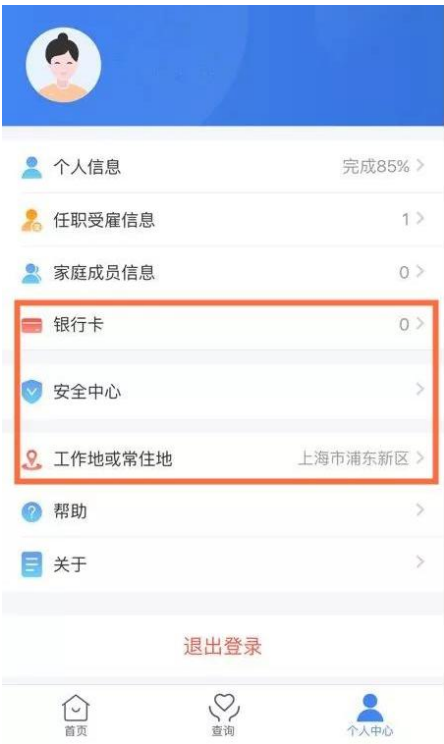 个人信息 完成85%
任职受雇信息 1
家庭成员信息 0
银行卡 0
安全中心
工作地或常住地 上海市浦东新区
帮助
关于
退出登录
首页 查询 个人中心